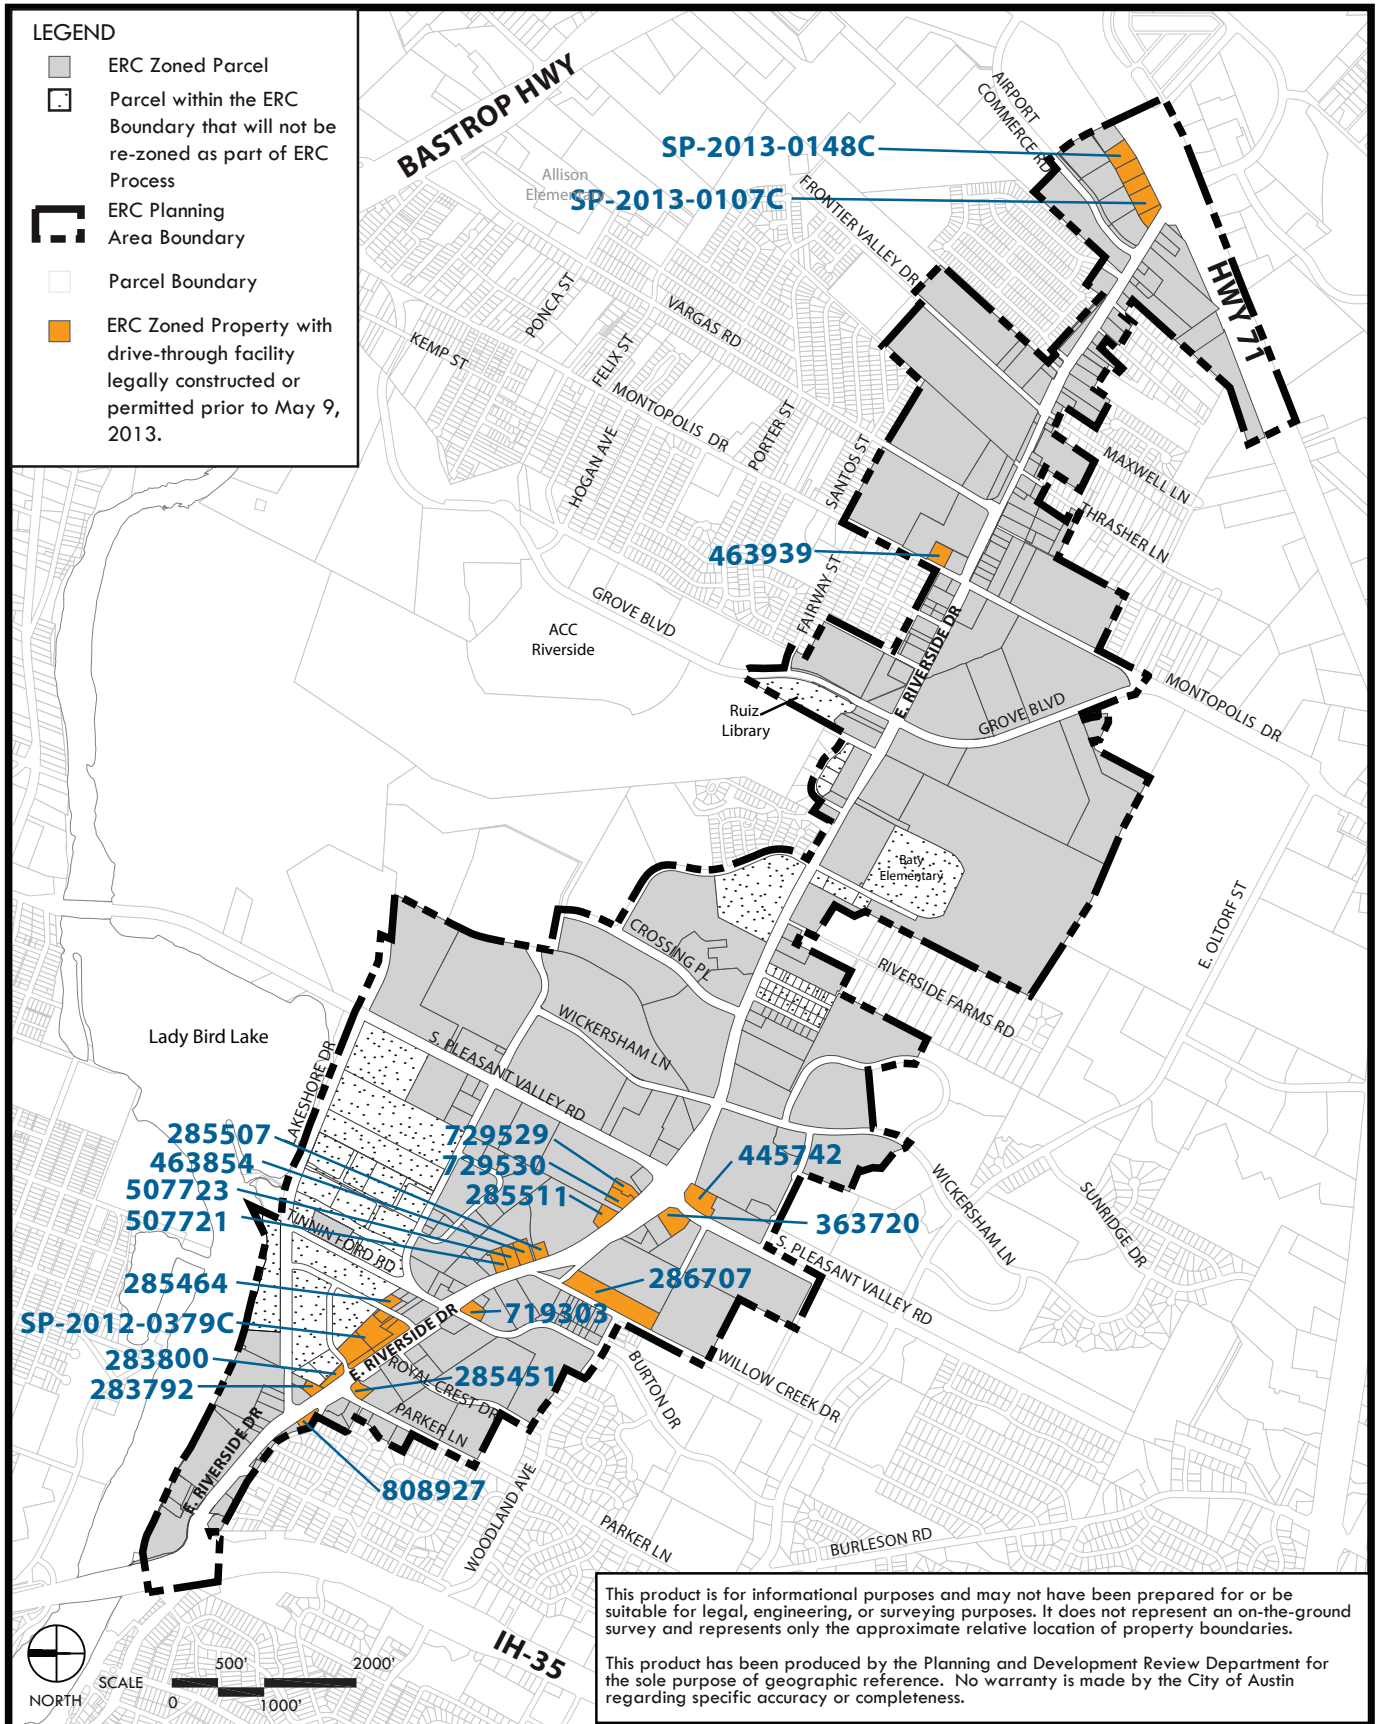 LEGEND
ERC Zoned Parcel
Parcel within the ERC
Boundary that will not be
re-zoned as part of ERC
Process
ERC Planning
Area Boundary
Parcel Boundary
ERC Zoned Property with
drive-through facility
legally constructed or
permitted prior to May 9,
2013.
BASTROP HWY
AIRPORT
COMMERCE RD
SP-2013-0148C
Allison
Elementary
SP-2013-0107C
FRONTIER VALLEY DR
HWY 71
PONCA ST
VARGAS RD
KEMP ST
FELIX ST
MONTOPOLIS DR
PORTER ST
HOGAN AVE
SANTOS ST
MAXWELL LN
THRASHER LN
463939
FAIRWAY ST
GROVE BLVD
ACC
Riverside
E. RIVERSIDE DR
MONTOPOLIS DR
GROVE BLVD
Ruiz
Library
Baty
Elementary
E. OLTORF ST
CROSSING PL
RIVERSIDE FARMS RD
WICKERSHAM LN
Lady Bird Lake
S. PLEASANT VALLEY RD
LAKESHORE DR
285507
463854
507723
507721
729529
729530
285511
445742
363720
WICKERSHAM LN
SUNRIDGE DR
TINNIN FORD RD
S. PLEASANT VALLEY RD
285464
286707
719303
SP-2012-0379C
E. RIVERSIDE DR
283800
283792
ROYAL CREST DR
285451
PARKER LN
BURTON DR
WILLOW CREEK DR
E. RIVERSIDE DR
808927
WOODLAND AVE
PARKER LN
BURLESON RD
IH-35
NORTH
SCALE
500'
2000'
0
1000'
This product is for informational purposes and may not have been prepared for or be
suitable for legal, engineering, or surveying purposes. It does not represent an on-the-ground
survey and represents only the approximate relative location of property boundaries.
This product has been produced by the Planning and Development Review Department for
the sole purpose of geographic reference. No warranty is made by the City of Austin
regarding specific accuracy or completeness.